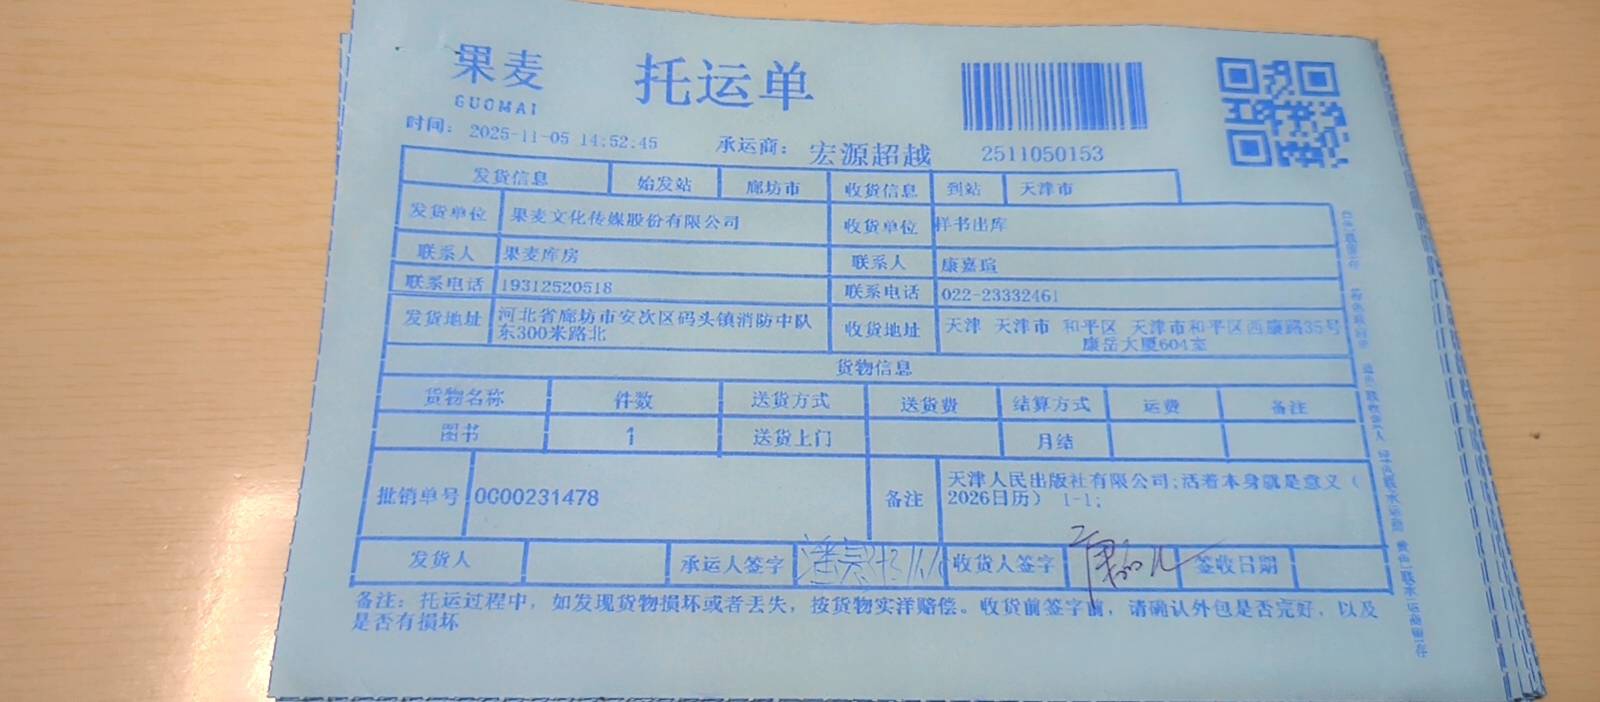 果麦
GUOMAI
托运单
时间： 2025-11-05 14:52:45
承运商： 宏源超越
2511050153
发货信息 始发站 廊坊市 收货信息 到站 天津市
发货单位 果麦文化传媒股份有限公司 收货单位 样书出库
联系人 果麦库房 联系人 康嘉瑄
联系电话 19312520518 联系电话 022-23332461
发货地址 河北省廊坊市安次区码头镇消防中队
东300米路北
收货地址 天津 天津市 和平区 天津市和平区西康路35号
康岳大厦604室
货物信息
货物名称 件数 送货方式 送货费 结算方式 运费 备注
图书 1 送货上门 月结
批销单号 0000231478 备注
天津人民出版社有限公司;活着本身就是意义（
2026日历） 1-1;
发货人 承运人签字 收货人签字 签收日期
备注：托运过程中，如发现货物损坏或者丢失，按货物实洋赔偿。收货前签字前，请确认外包是否完好，以及
是否有损坏